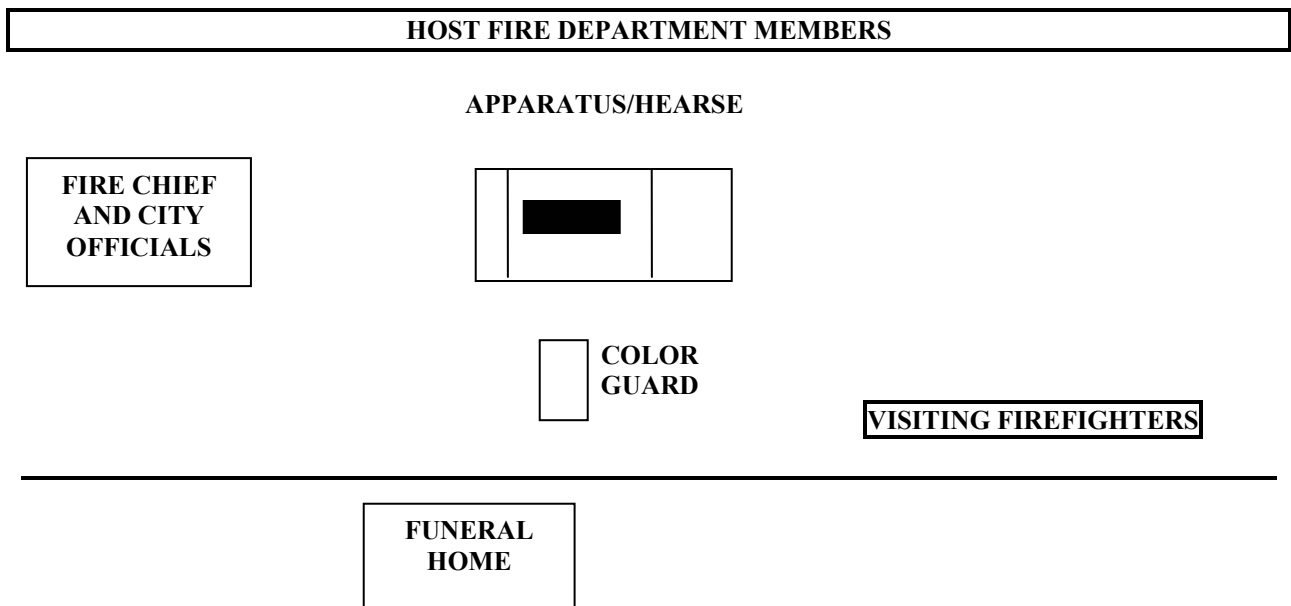 HOST FIRE DEPARTMENT MEMBERS
APPARATUS/HEARSE
FIRE CHIEF
AND CITY
OFFICIALS
COLOR
GUARD
VISITING FIREFIGHTERS
FUNERAL
HOME